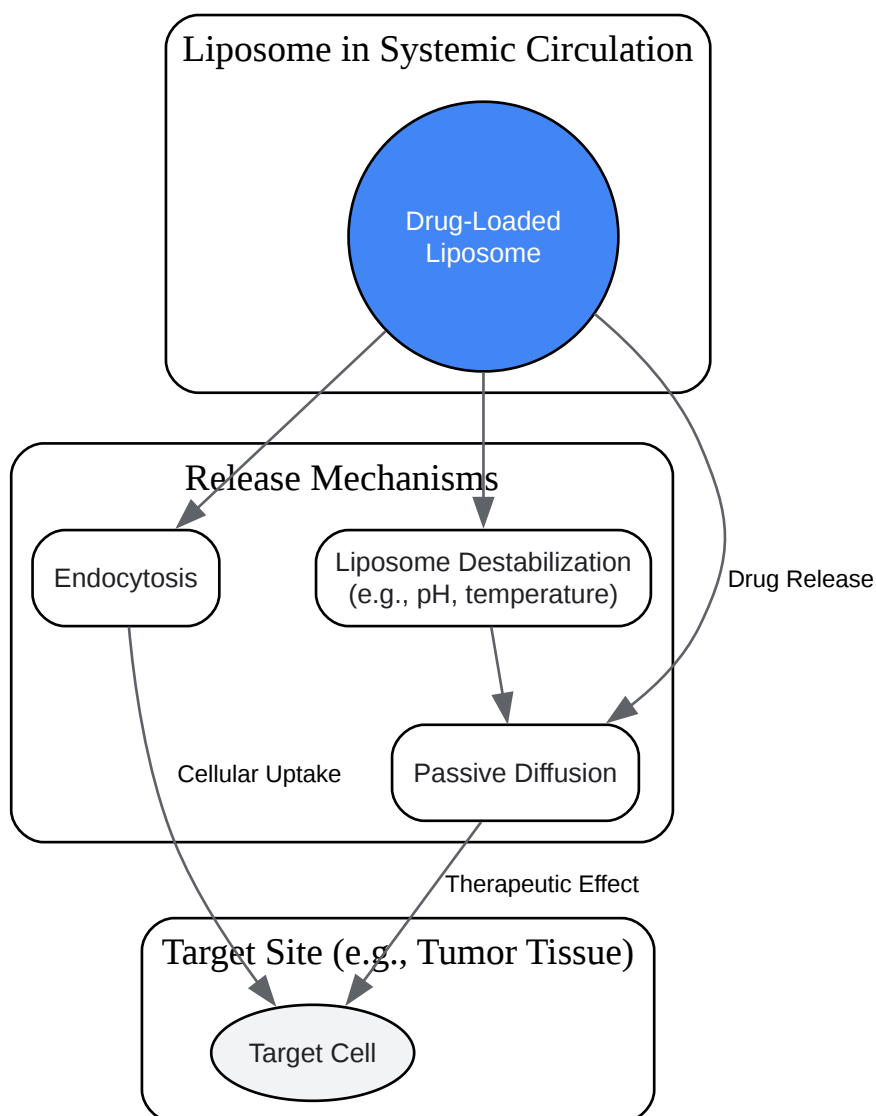 Liposome in Systemic Circulation
Drug-Loaded
Liposome
Release Mechanisms
Endocytosis
Liposome Destabilization
(e.g., pH, temperature)
Drug Release
Cellular Uptake
Passive Diffusion
Therapeutic Effect
Target Site (e.g., Tumor Tissue)
Target Cell